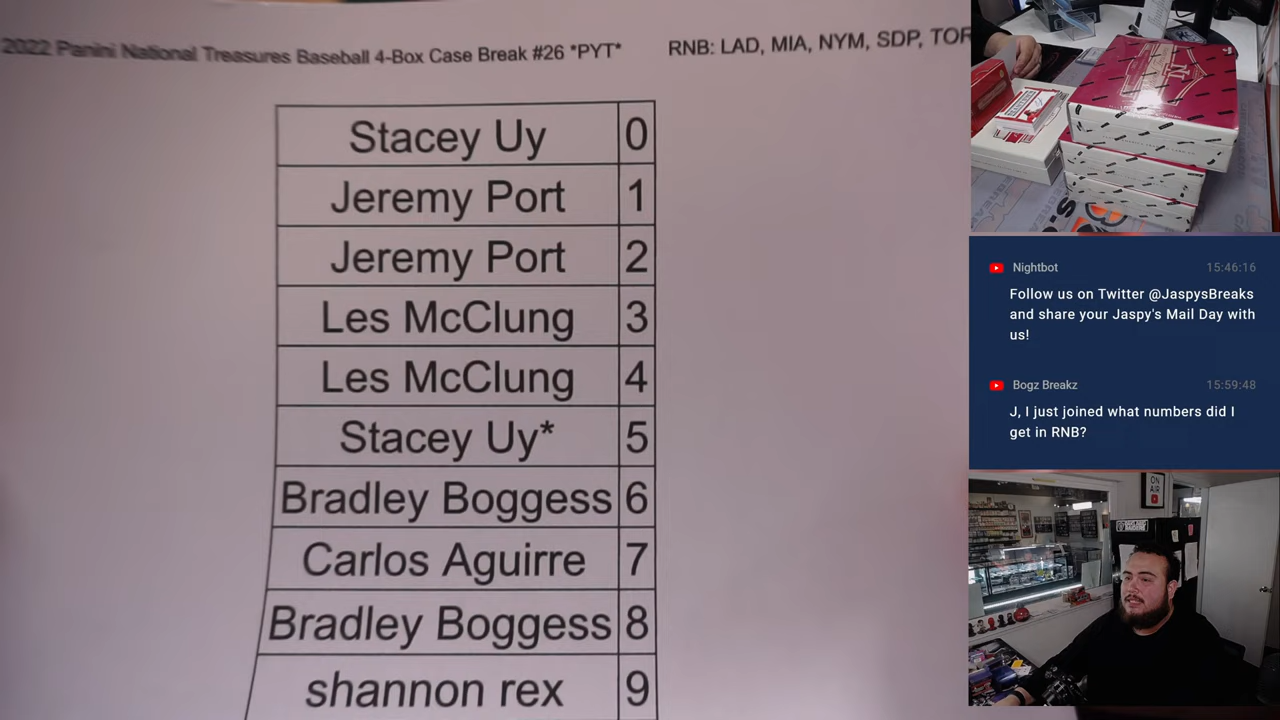 2022 Panini National Treasures Baseball 4-Box Case Break #26 *PYT* RNB: LAD, MIA, NYM, SDP, TOR
Stacey Uy 0
Jeremy Port 1
Jeremy Port 2
Les McClung 3
Les McClung 4
Stacey Uy* 5
Bradley Boggess 6
Carlos Aguirre 7
Bradley Boggess 8
shannon rex 9
Nightbot 15:46:16
Follow us on Twitter @JaspysBreaks
and share your Jaspy's Mail Day with
us!
Bogz Breakz 15:59:48
J, I just joined what numbers did I
get in RNB?
ON
AIR